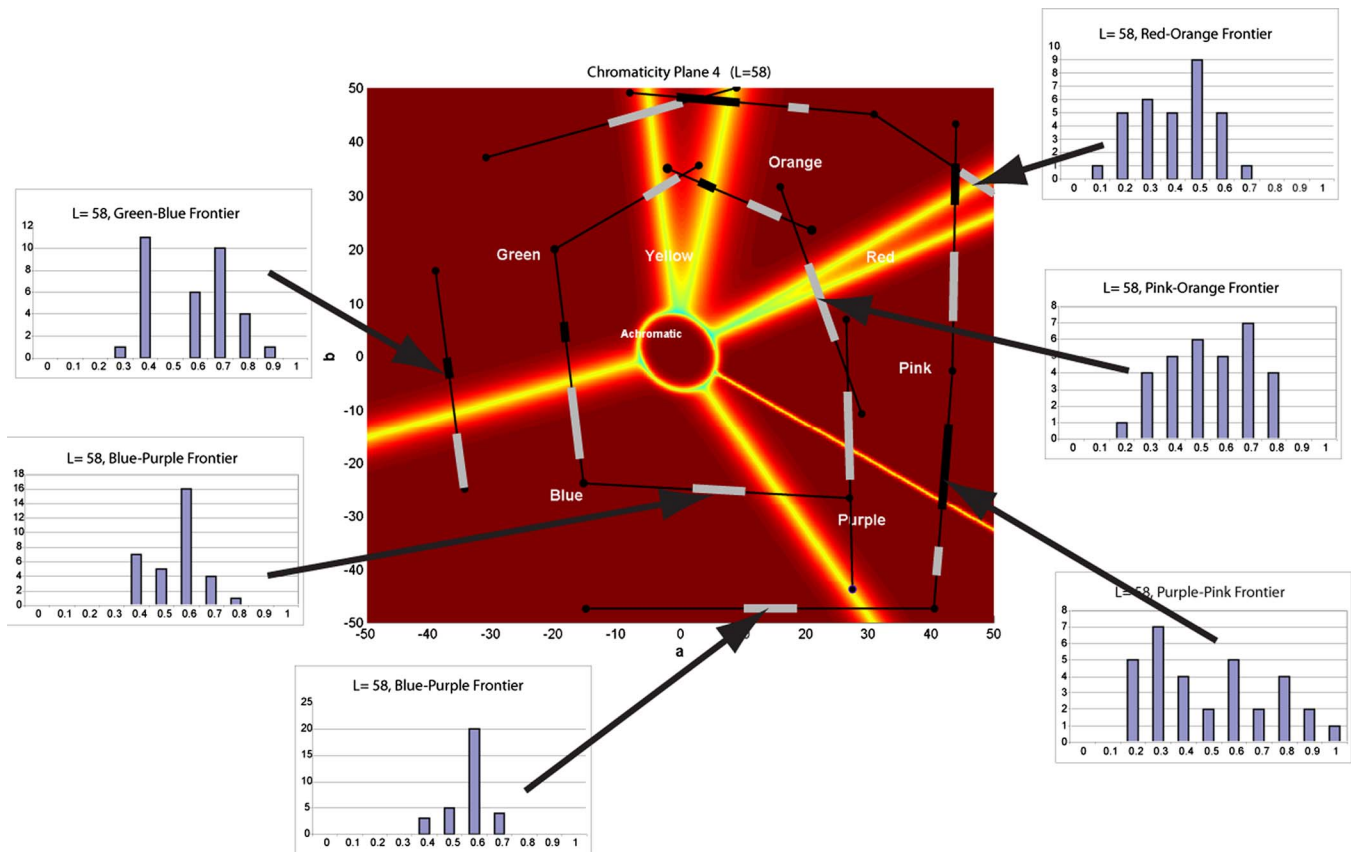 L= 58, Red-Orange Frontier
10
9
8
7
6
5
4
3
2
1
0
0 0.1 0.2 0.3 0.4 0.5 0.6 0.7 0.8 0.9 1
Chromaticity Plane 4 (L=58)
50
40
30
20
10
0
-10
-20
-30
-40
-50
b
-50 -40 -30 -20 -10 0 10 20 30 40 50
a
Orange
Green
Yellow
Red
Achromatic
Pink
Blue
Purple
L= 58, Green-Blue Frontier
12
10
8
6
4
2
0
0 0.1 0.2 0.3 0.4 0.5 0.6 0.7 0.8 0.9 1
L= 58, Pink-Orange Frontier
8
7
6
5
4
3
2
1
0
0 0.1 0.2 0.3 0.4 0.5 0.6 0.7 0.8 0.9 1
L= 58, Blue-Purple Frontier
18
16
14
12
10
8
6
4
2
0
0 0.1 0.2 0.3 0.4 0.5 0.6 0.7 0.8 0.9 1
L= 58, Purple-Pink Frontier
8
7
6
5
4
3
2
1
0
0 0.1 0.2 0.3 0.4 0.5 0.6 0.7 0.8 0.9 1
L= 58, Blue-Purple Frontier
25
20
15
10
5
0
0 0.1 0.2 0.3 0.4 0.5 0.6 0.7 0.8 0.9 1